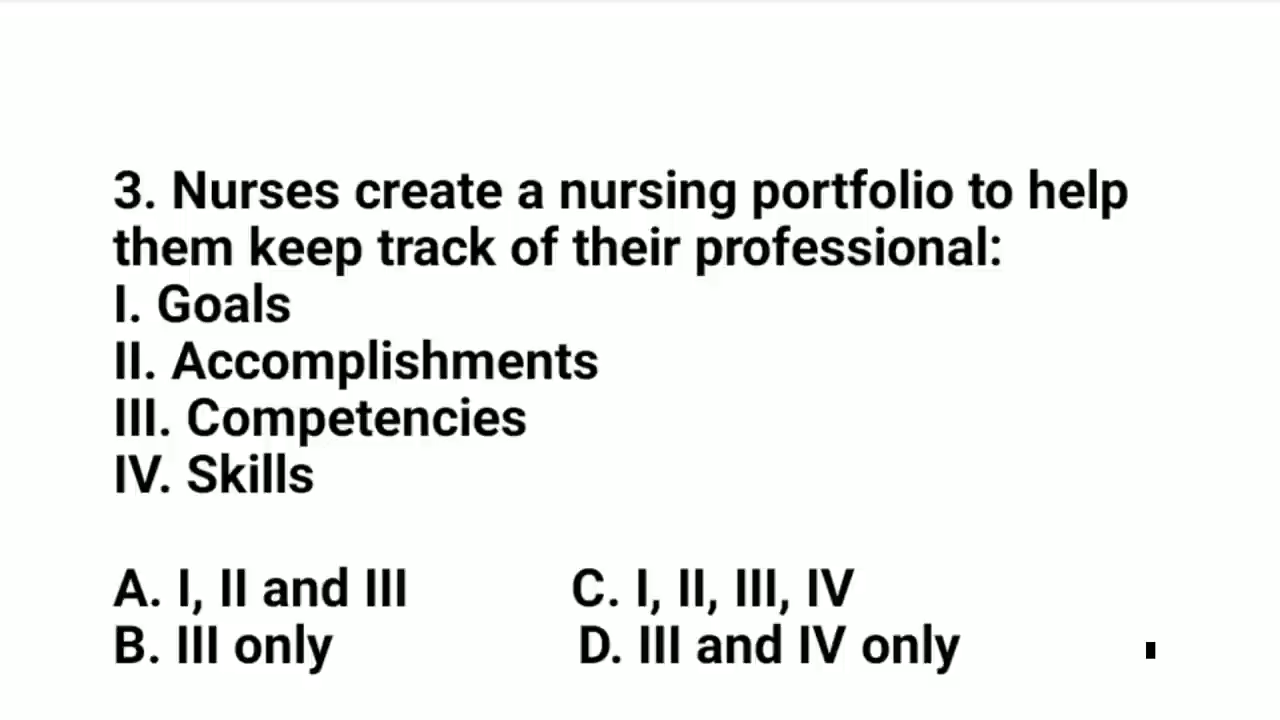 3. Nurses create a nursing portfolio to help
them keep track of their professional:
I. Goals
II. Accomplishments
III. Competencies
IV. Skills
A. I, II and III C. I, II, III, IV
B. III only D. III and IV only